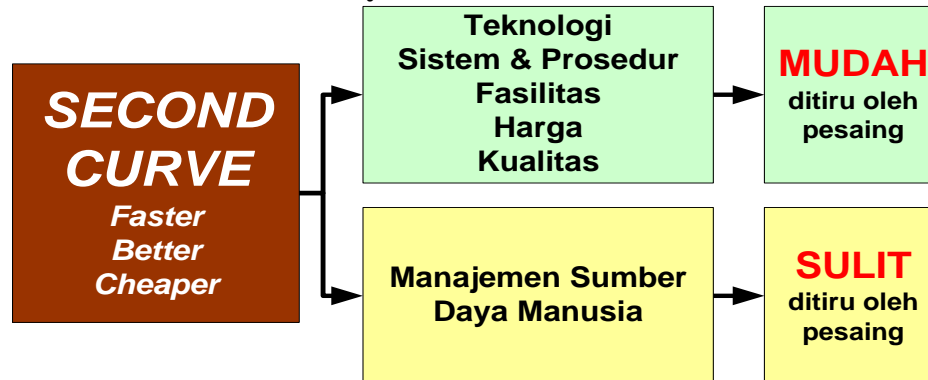 SECOND
CURVE
Faster
Better
Cheaper
Teknologi
Sistem & Prosedur
Fasilitas
Harga
Kualitas
MUDAH
ditiru oleh
pesaing
Manajemen Sumber
Daya Manusia
SULIT
ditiru oleh
pesaing